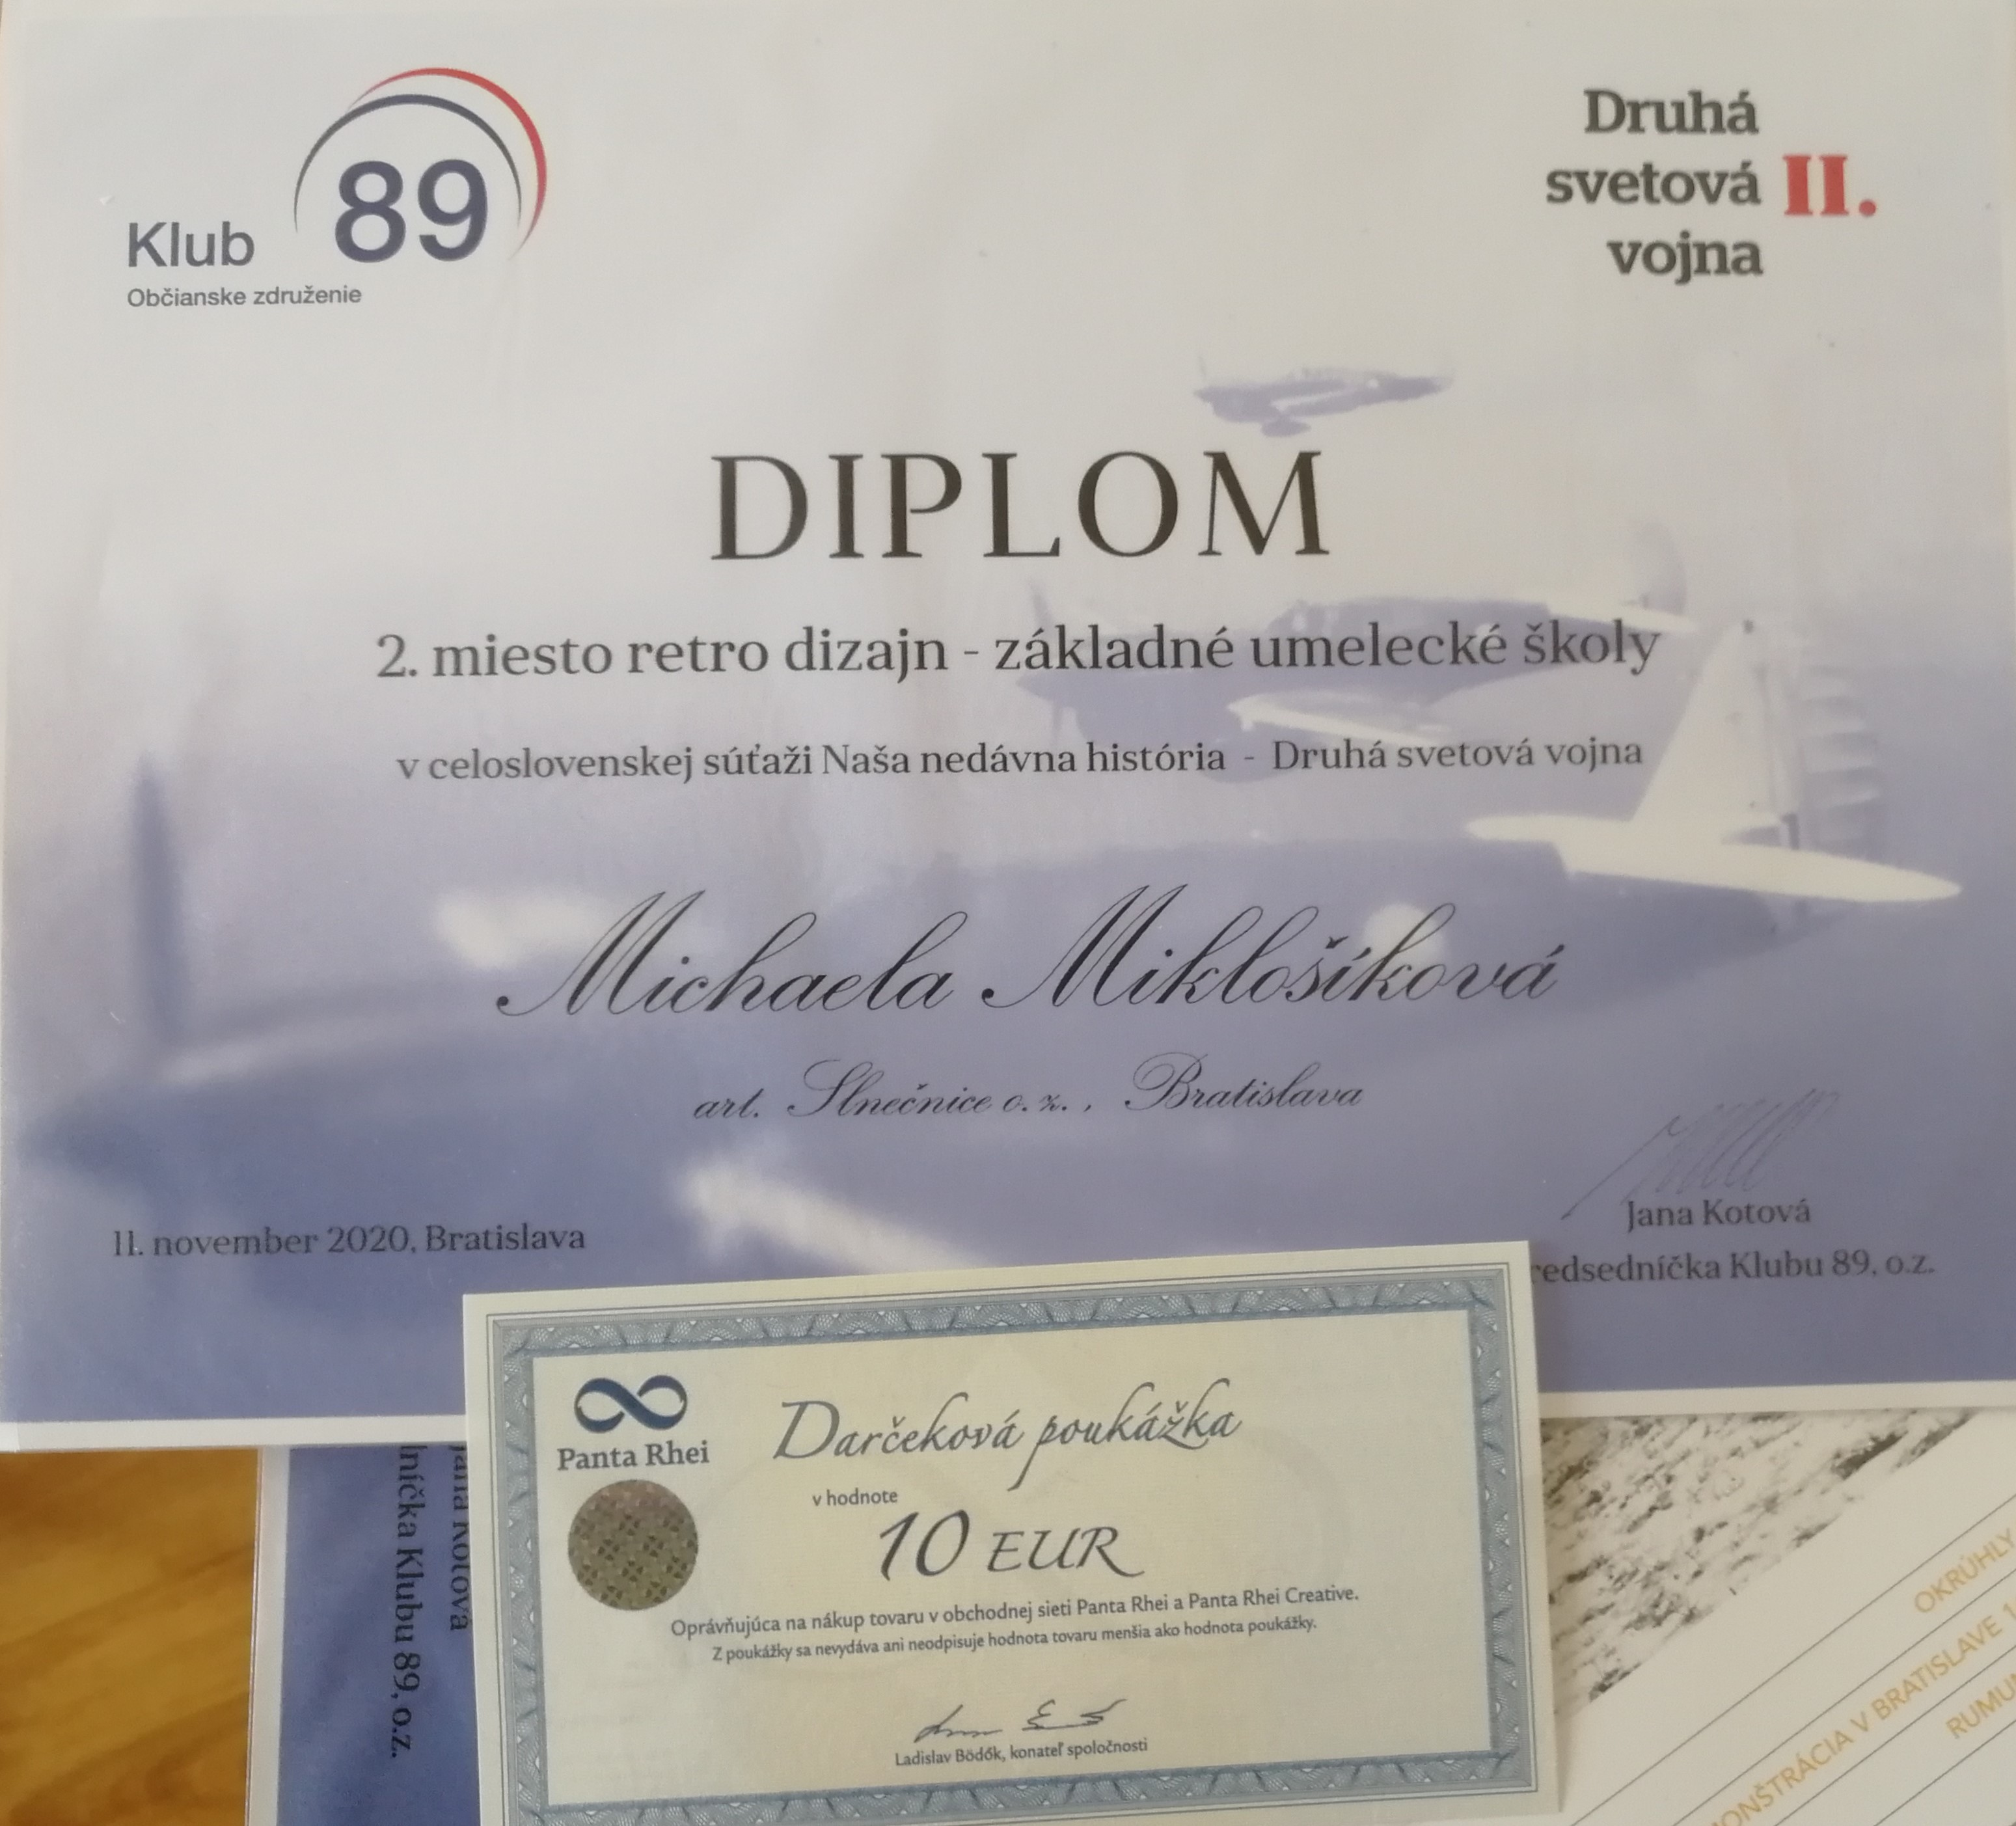 Klub 89
Občianske združenie
Druhá
svetová II.
vojna
DIPLOM
2. miesto retro dizajn - základné umelecké školy
v celoslovenskej súťaži Naša nedávna história - Druhá svetová vojna
Michaela Miklošíková
art. Slnečnice o. z. , Bratislava
11. november 2020, Bratislava
Jana Kotová
redsedníčka Klubu 89, o.z.
Panta Rhei
Darčeková poukážka
v hodnote
10 EUR
Oprávňujúca na nákup tovaru v obchodnej sieti Panta Rhei a Panta Rhei Creative.
Z poukážky sa nevydáva ani neodpisuje hodnota tovaru menšia ako hodnota poukážky.
Ladislav Bödők, konateľ spoločnosti
Jana Kotová
níčka Klubu 89, o.z.
OKRÚHLY
ONŠTRÁCIA V BRATISLAVE
RUMUN